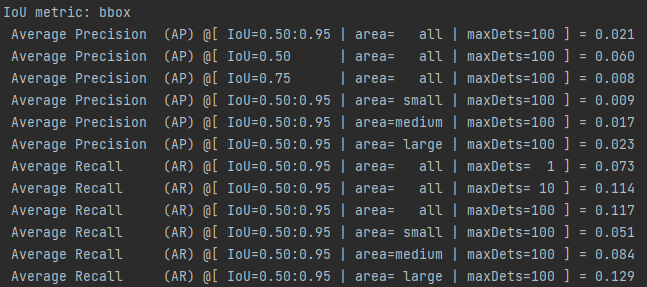 IoU metric: bbox
 Average Precision  (AP) @[ IoU=0.50:0.95 | area=   all | maxDets=100 ] = 0.021
 Average Precision  (AP) @[ IoU=0.50      | area=   all | maxDets=100 ] = 0.060
 Average Precision  (AP) @[ IoU=0.75      | area=   all | maxDets=100 ] = 0.008
 Average Precision  (AP) @[ IoU=0.50:0.95 | area= small | maxDets=100 ] = 0.009
 Average Precision  (AP) @[ IoU=0.50:0.95 | area=medium | maxDets=100 ] = 0.017
 Average Precision  (AP) @[ IoU=0.50:0.95 | area= large | maxDets=100 ] = 0.023
 Average Recall     (AR) @[ IoU=0.50:0.95 | area=   all | maxDets=  1 ] = 0.073
 Average Recall     (AR) @[ IoU=0.50:0.95 | area=   all | maxDets= 10 ] = 0.114
 Average Recall     (AR) @[ IoU=0.50:0.95 | area=   all | maxDets=100 ] = 0.117
 Average Recall     (AR) @[ IoU=0.50:0.95 | area= small | maxDets=100 ] = 0.051
 Average Recall     (AR) @[ IoU=0.50:0.95 | area=medium | maxDets=100 ] = 0.084
 Average Recall     (AR) @[ IoU=0.50:0.95 | area= large | maxDets=100 ] = 0.129